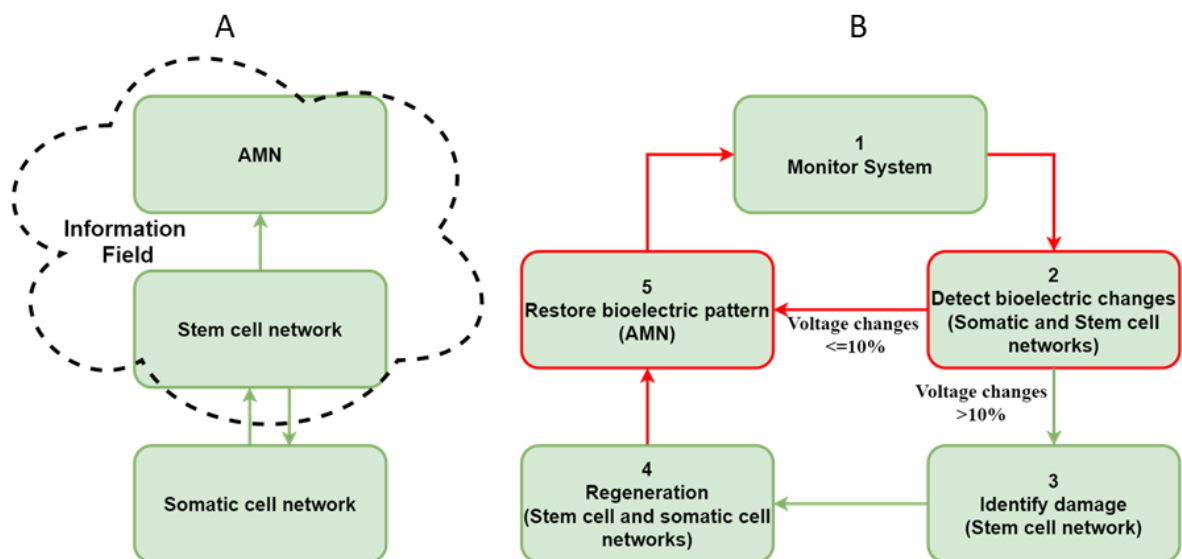 A
AMN
Information
Field
Stem cell network
Somatic cell network
B
1
Monitor System
2
Detect bioelectric changes
(Somatic and Stem cell
networks)
5
Restore bioelectric pattern
(AMN)
Voltage changes
<=10%
Voltage changes
>10%
3
Identify damage
(Stem cell network)
4
Regeneration
(Stem cell and somatic cell
networks)